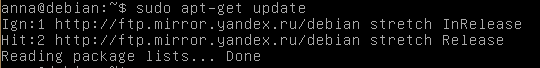 anna@debian:~$ sudo apt-get update
Ign:1 http://ftp.mirror.yandex.ru/debian stretch InRelease
Hit:2 http://ftp.mirror.yandex.ru/debian stretch Release
Reading package lists... Done